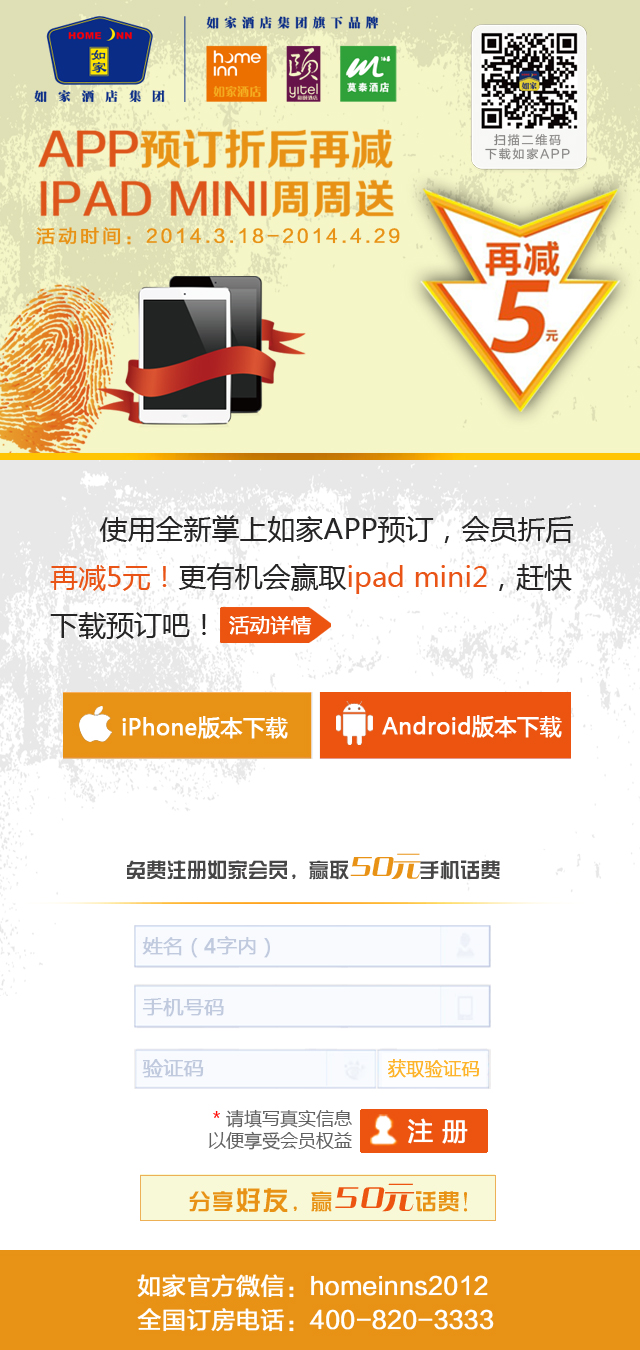 HOME INN
如家
如家酒店集团
如家酒店集团旗下品牌
home inn
如家酒店
颐
yitel
莫泰酒店
如家
扫描二维码
下载如家APP
APP预订折后再减
IPAD MINI周周送
活动时间：2014.3.18-2014.4.29
再减
5元
使用全新掌上如家APP预订，会员折后
再减5元！更有机会赢取ipad mini2，赶快
下载预订吧！ 活动详情
iPhone版本下载
Android版本下载
免费注册如家会员，赢取50元手机话费
姓名（4字内）
手机号码
验证码 获取验证码
* 请填写真实信息
以便享受会员权益
注 册
分享好友，赢50元话费！
如家官方微信：homeinns2012
全国订房电话：400-820-3333